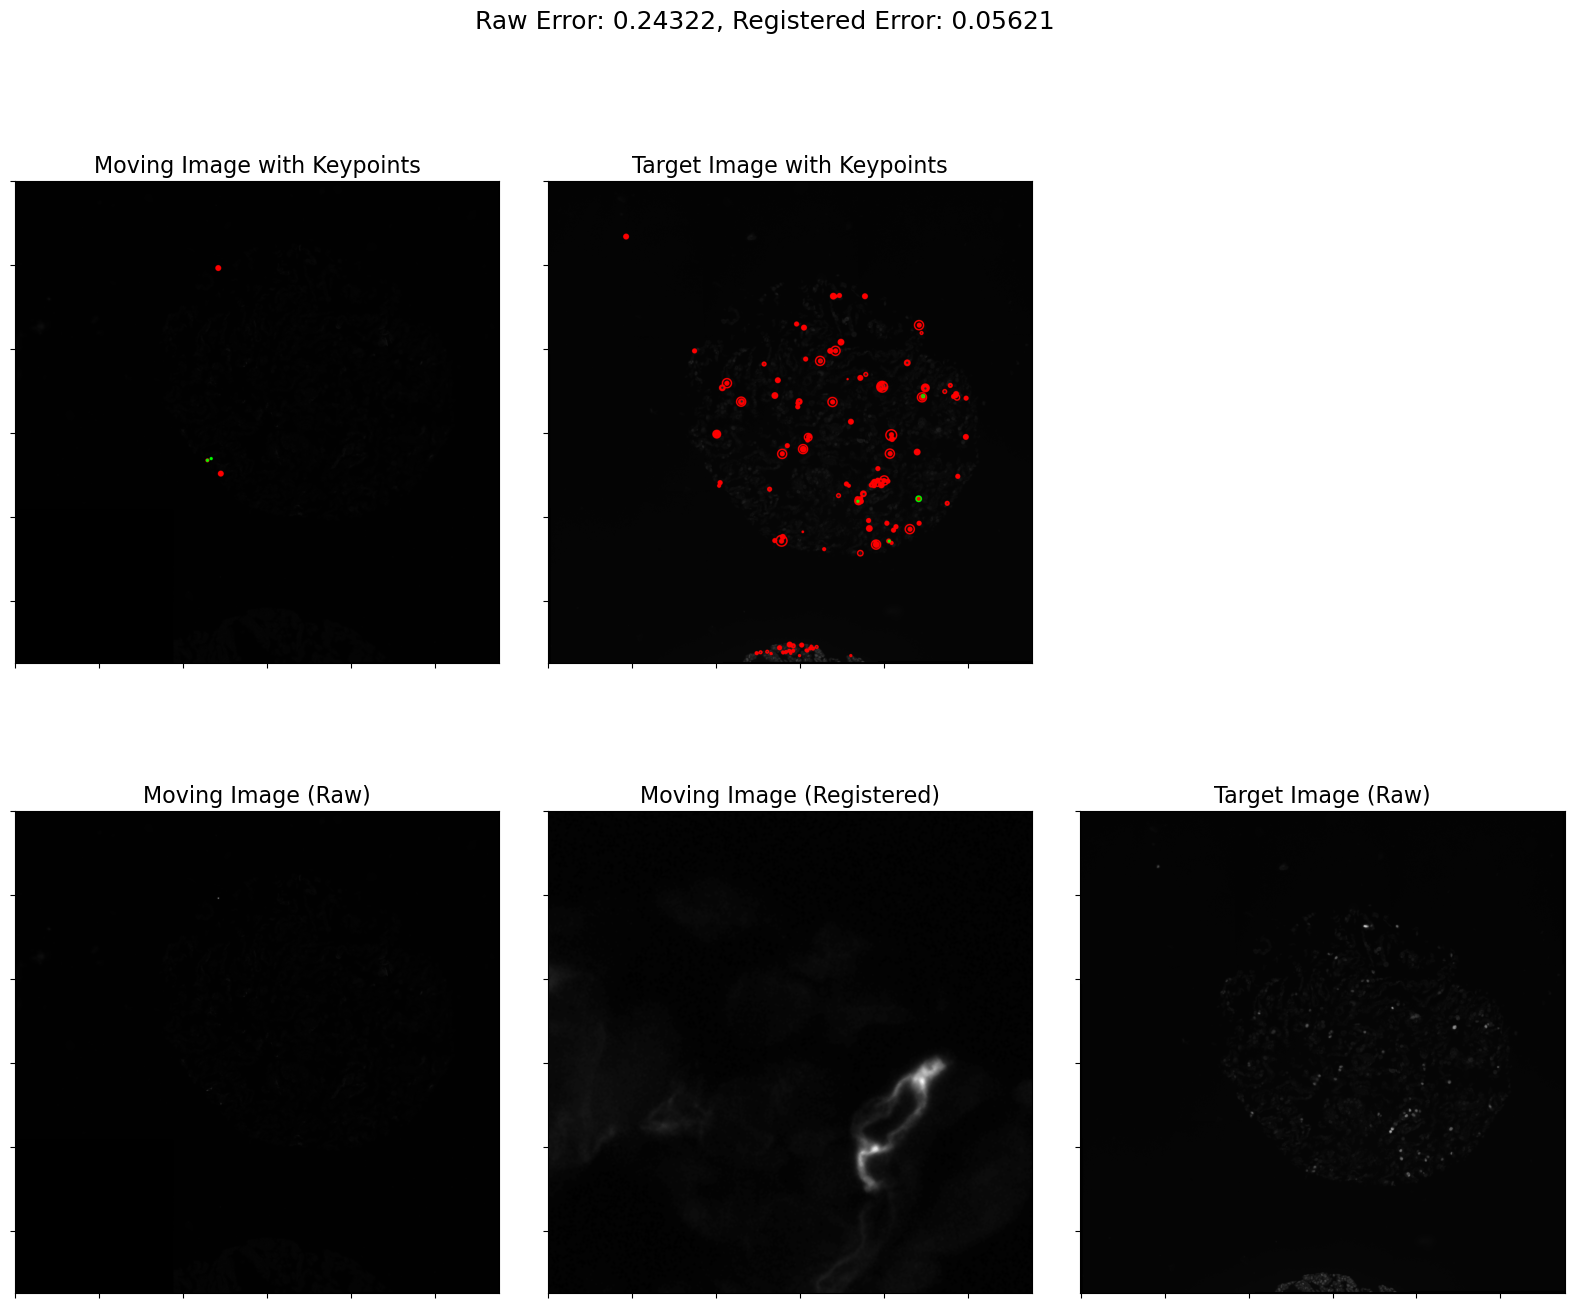 Raw Error: 0.24322, Registered Error: 0.05621
Moving Image with Keypoints
Target Image with Keypoints
Moving Image (Raw)
Moving Image (Registered)
Target Image (Raw)